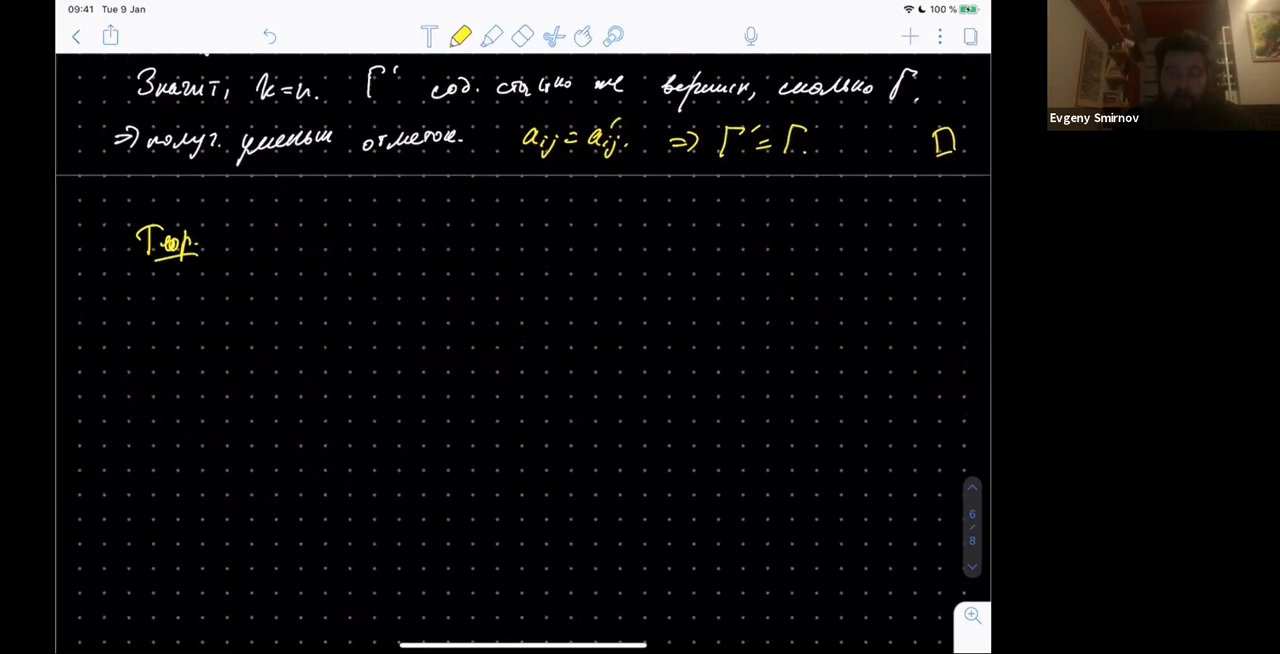 09:41 Tue 9 Jan
100 %
Значит, k=n. Γ' сод. столько же вершин, сколько Γ.
⇒ получ. уменьш отметок. aij = a'ij. ⇒ Γ' = Γ. □
Теор.
6
/
8
Evgeny Smirnov